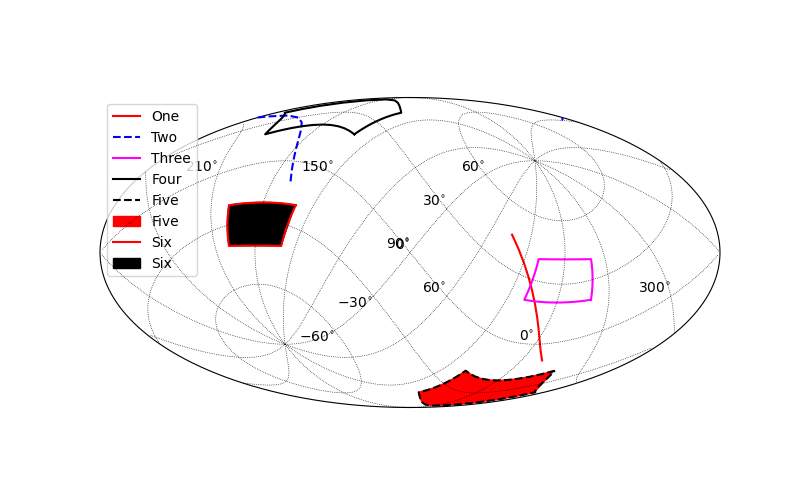 One
Two
Three
Four
Five
Five
Six
Six
210°
150°
60°
30°
90°
0°
60°
300°
−30°
−60°
0°